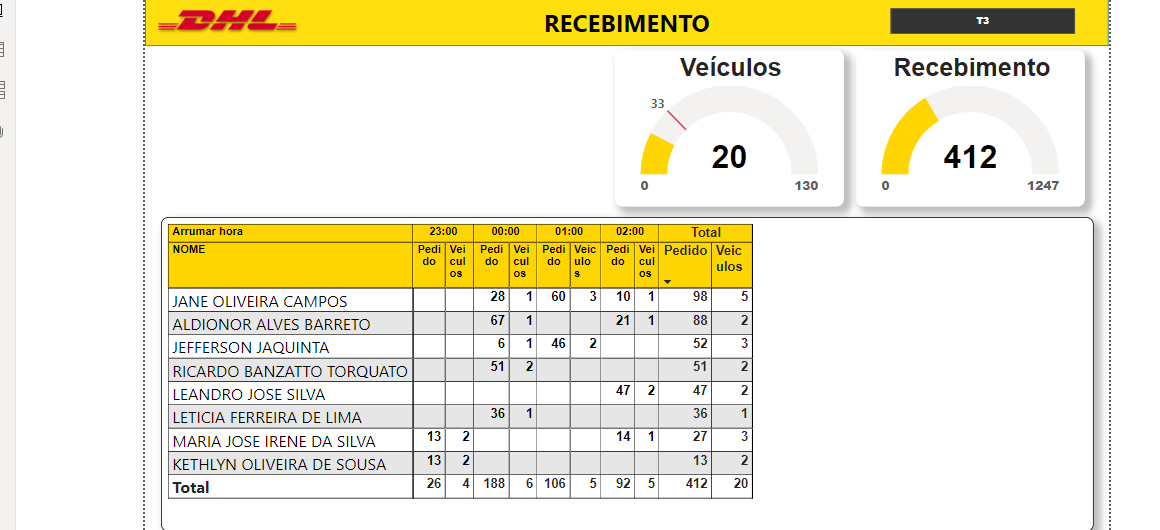 DHL RECEBIMENTO T3
Veículos
33
20
0 130
Recebimento
412
0 1247
Arrumar hora 23:00 00:00 01:00 02:00 Total
NOME Pedido Veiculos Pedido Veiculos Pedido Veiculos Pedido Veiculos Pedido Veiculos
JANE OLIVEIRA CAMPOS 28 1 60 3 10 1 98 5
ALDIONOR ALVES BARRETO 67 1 21 1 88 2
JEFFERSON JAQUINTA 6 1 46 2 52 3
RICARDO BANZATTO TORQUATO 51 2 51 2
LEANDRO JOSE SILVA 47 2 47 2
LETICIA FERREIRA DE LIMA 36 1 36 1
MARIA JOSE IRENE DA SILVA 13 2 14 1 27 3
KETHLYN OLIVEIRA DE SOUSA 13 2 13 2
Total 26 4 188 6 106 5 92 5 412 20